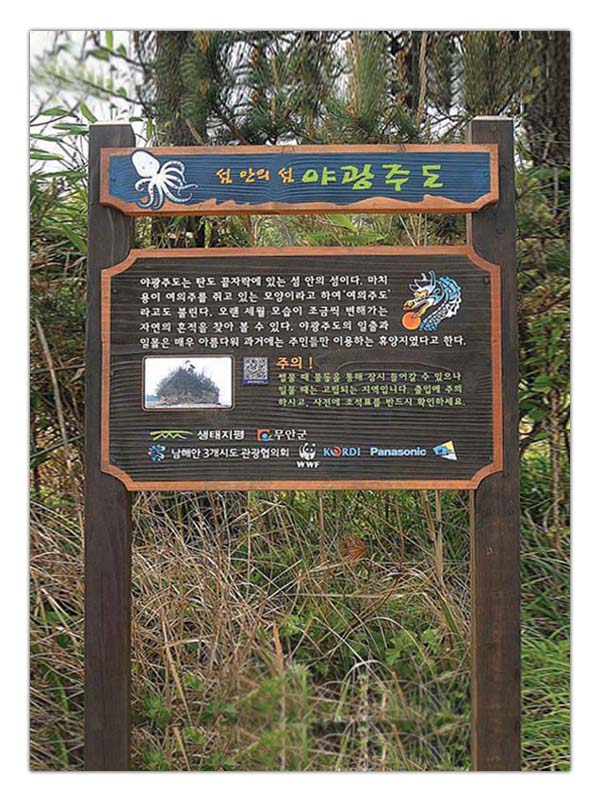 섬 안의 섬 야광주도
야광주도는 탄도 끝자락에 있는 섬 안의 섬이다. 마치
용이 여의주를 쥐고 있는 모양이라고 하여 '여의주도'
라고도 불린다. 오랜 세월 모습이 조금씩 변해가는
자연의 흔적을 찾아 볼 수 있다. 야광주도의 일출과
일몰은 매우 아름다워 과거에는 주민들만 이용하는 휴양지였다고 한다.
주의 !
썰물 때 물등을 통해 잠시 들어갈 수 있으나
밀물 때는 고립되는 지역입니다. 출입에 주의
하시고, 사전에 조석표를 반드시 확인하세요.
생태지평 무안군
남해안 3개시도 관광협의회 WWF KORDI Panasonic